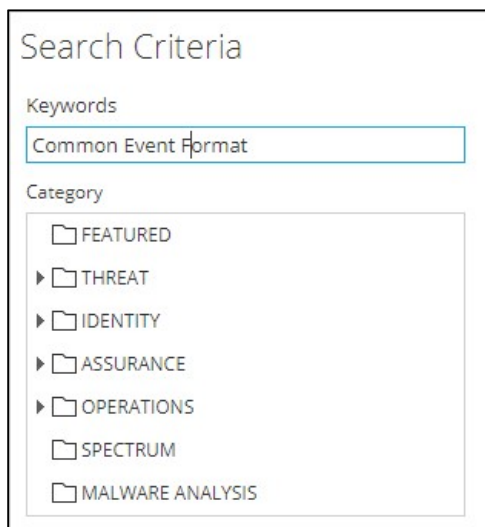 Search Criteria
Keywords
Common Event Format
Category
FEATURED
THREAT
IDENTITY
ASSURANCE
OPERATIONS
SPECTRUM
MALWARE ANALYSIS